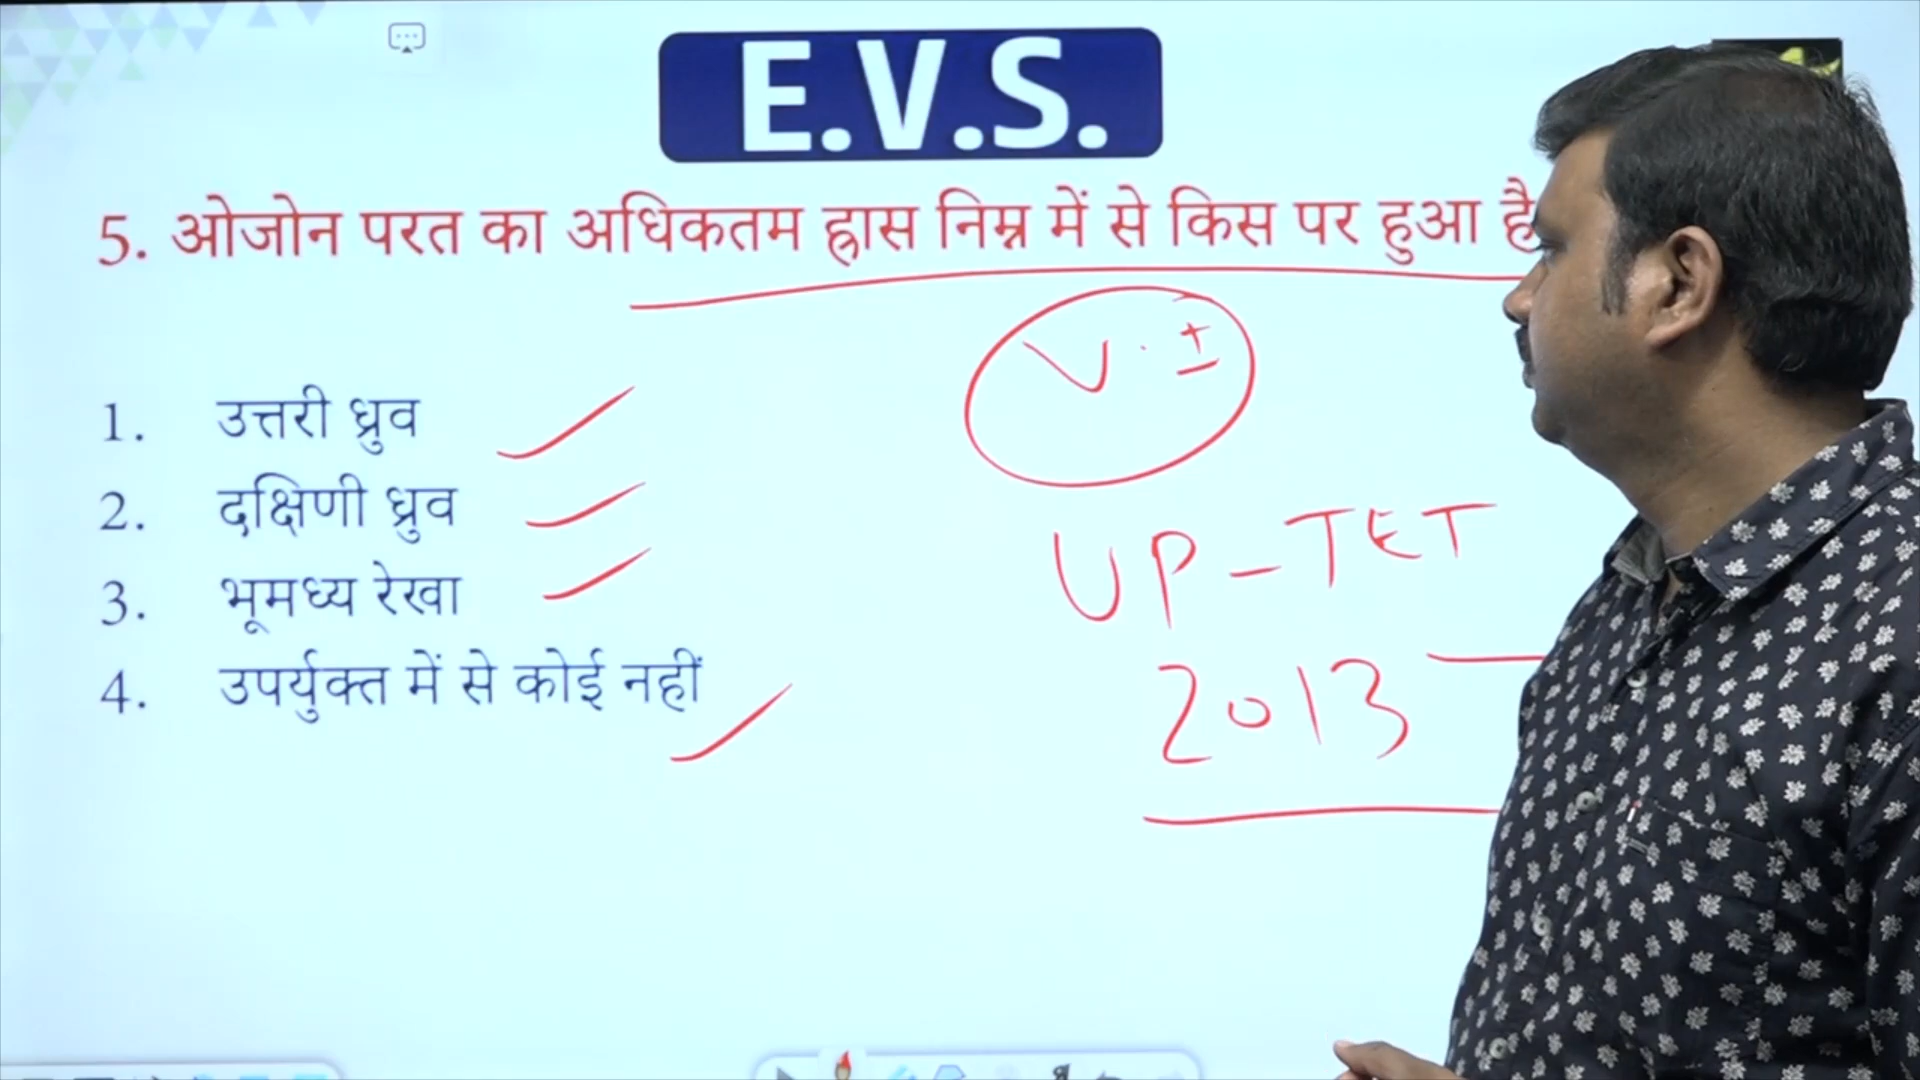 E.V.S.
5. ओजोन परत का अधिकतम ह्रास निम्न में से किस पर हुआ है
V. I
1. उत्तरी ध्रुव
2. दक्षिणी ध्रुव
3. भूमध्य रेखा
4. उपर्युक्त में से कोई नहीं
UP-TET
2013